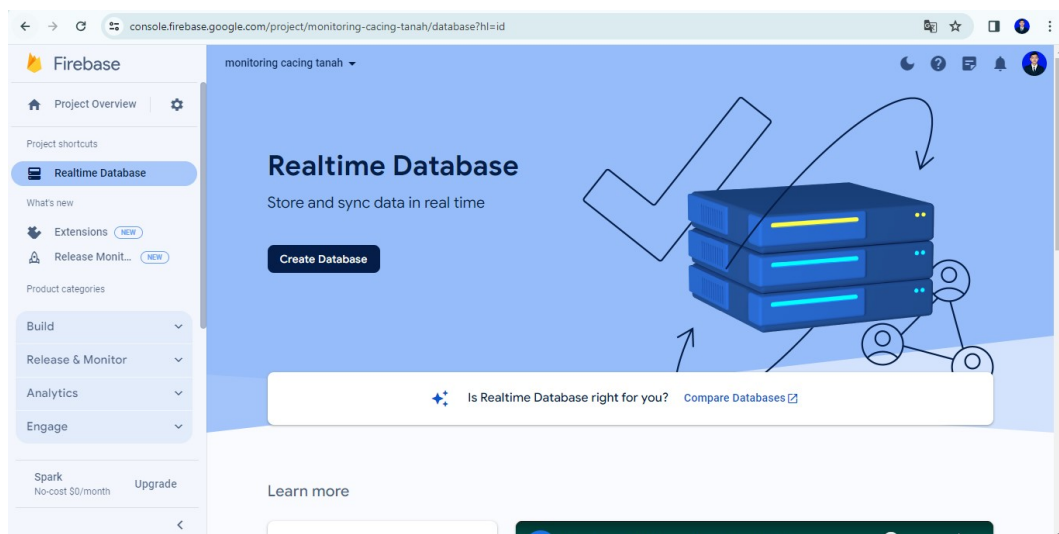 console.firebase.google.com/project/monitoring-cacing-tanah/database?hl=id
Firebase
monitoring cacing tanah
Project Overview
Project shortcuts
Realtime Database
What's new
Extensions NEW
Release Monit... NEW
Product categories
Build
Release & Monitor
Analytics
Engage
Spark
No-cost $0/month
Upgrade
Realtime Database
Store and sync data in real time
Create Database
Is Realtime Database right for you? Compare Databases
Learn more